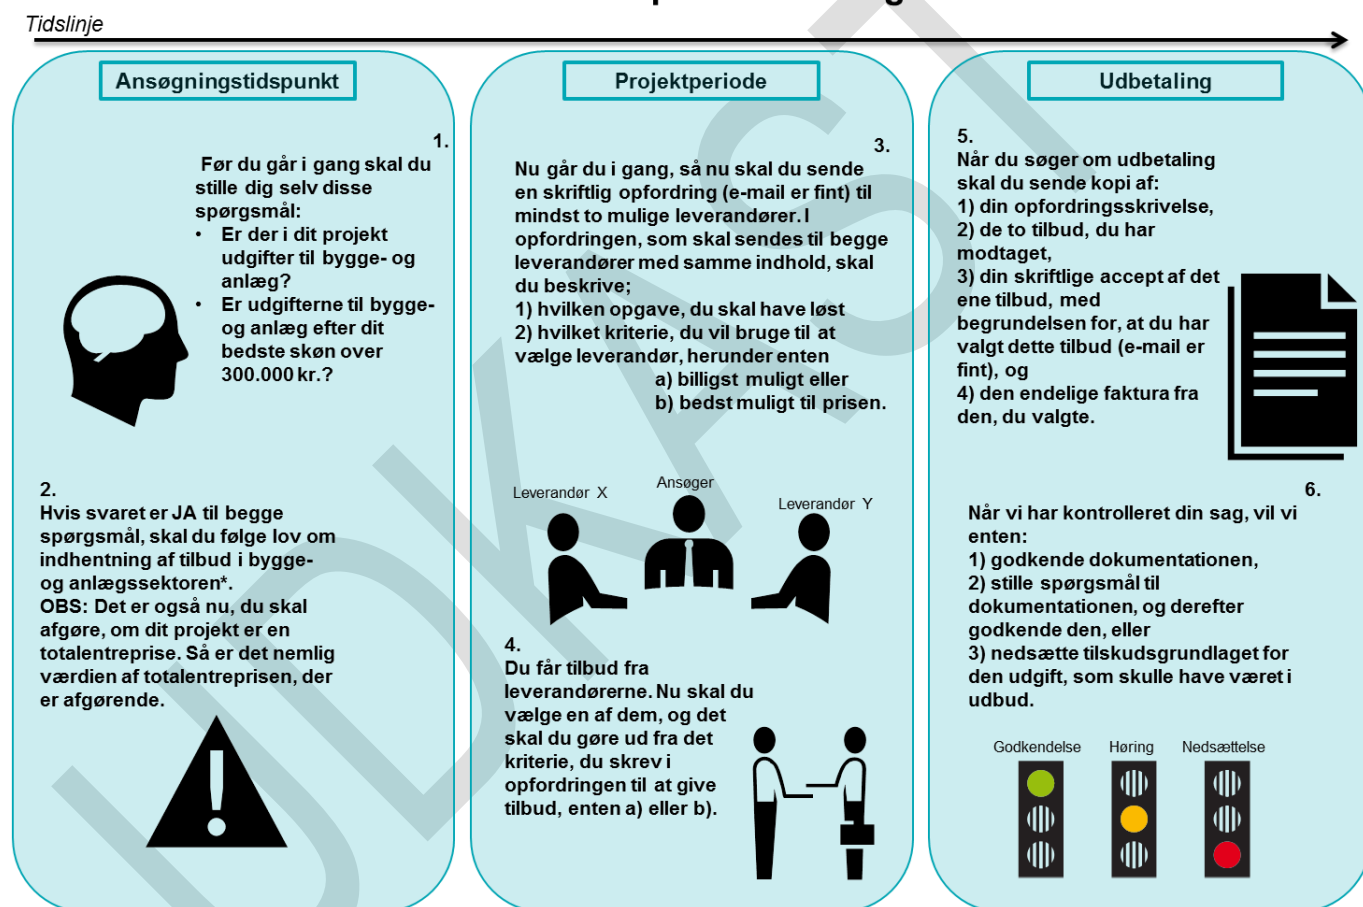 Tidslinje
Ansøgningstidspunkt
1.
Før du går i gang skal du
stille dig selv disse
spørgsmål:
• Er der i dit projekt
udgifter til bygge- og
anlæg?
• Er udgifterne til bygge-
og anlæg efter dit
bedste skøn over
300.000 kr.?
2.
Hvis svaret er JA til begge
spørgsmål, skal du følge lov om
indhentning af tilbud i bygge-
og anlægssektoren*.
OBS: Det er også nu, du skal
afgøre, om dit projekt er en
totalentreprise. Så er det nemlig
værdien af totalentreprisen, der
er afgørende.
Projektperiode
3.
Nu går du i gang, så nu skal du sende
en skriftlig opfordring (e-mail er fint) til
mindst to mulige leverandører. I
opfordringen, som skal sendes til begge
leverandører med samme indhold, skal
du beskrive;
1) hvilken opgave, du skal have løst
2) hvilket kriterie, du vil bruge til at
vælge leverandør, herunder enten
a) billigst muligt eller
b) bedst muligt til prisen.
Leverandør X
Ansøger
Leverandør Y
4.
Du får tilbud fra
leverandørerne. Nu skal du
vælge en af dem, og det
skal du gøre ud fra det
kriterie, du skrev i
opfordringen til at give
tilbud, enten a) eller b).
Udbetaling
5.
Når du søger om udbetaling
skal du sende kopi af:
1) din opfordringsskrivelse,
2) de to tilbud, du har
modtaget,
3) din skriftlige accept af det
ene tilbud, med
begrundelsen for, at du har
valgt dette tilbud (e-mail er
fint), og
4) den endelige faktura fra
den, du valgte.
6.
Når vi har kontrolleret din sag, vil vi
enten:
1) godkende dokumentationen,
2) stille spørgsmål til
dokumentationen, og derefter
godkende den, eller
3) nedsætte tilskudsgrundlaget for
den udgift, som skulle have været i
udbud.
Godkendelse
Høring
Nedsættelse
UDKAST